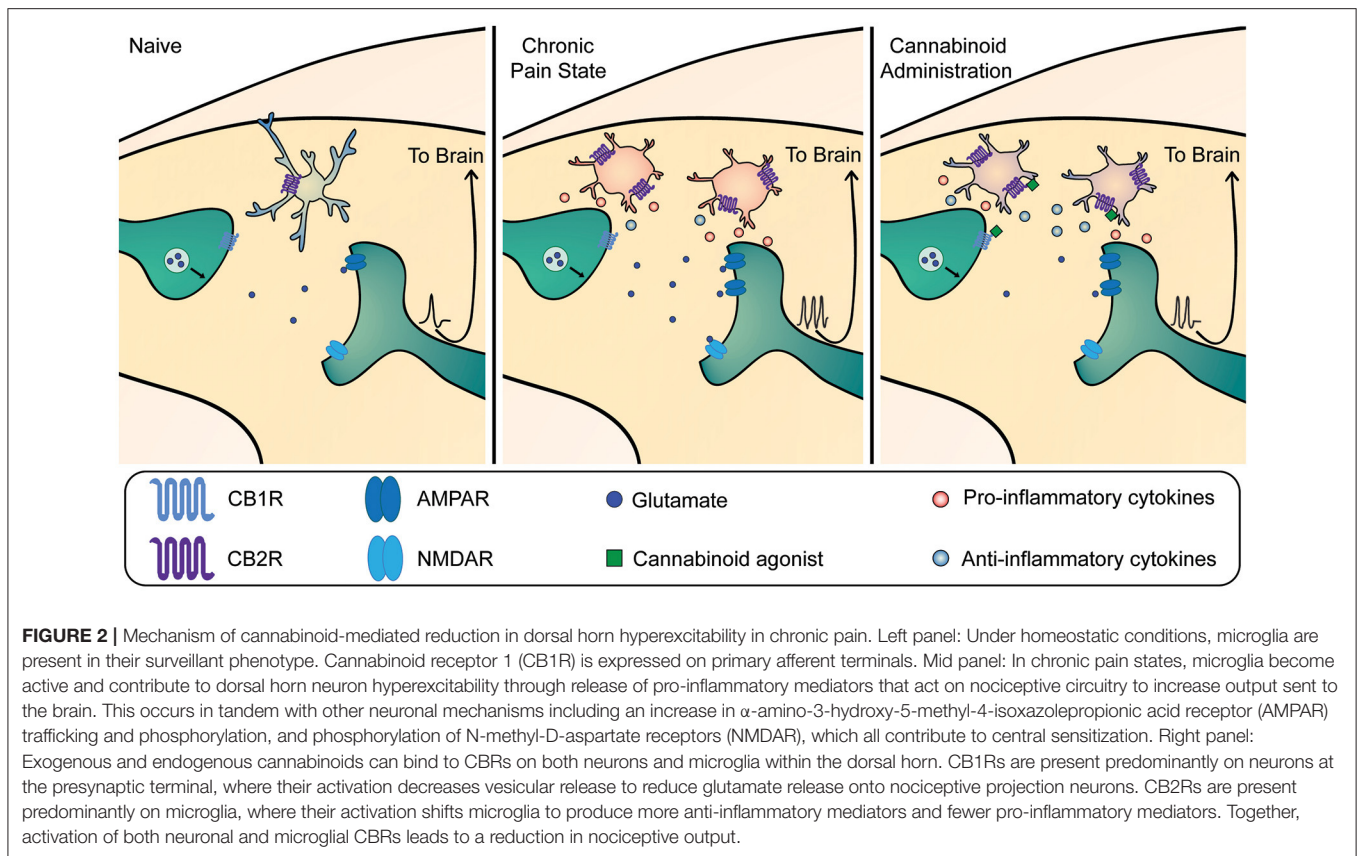 Naive
To Brain
Chronic
Pain State
To Brain
Cannabinoid
Administration
To Brain
CB1R
AMPAR
Glutamate
Pro-inflammatory cytokines
CB2R
NMDAR
Cannabinoid agonist
Anti-inflammatory cytokines
FIGURE 2 | Mechanism of cannabinoid-mediated reduction in dorsal horn hyperexcitability in chronic pain. Left panel: Under homeostatic conditions, microglia are
present in their surveillant phenotype. Cannabinoid receptor 1 (CB1R) is expressed on primary afferent terminals. Mid panel: In chronic pain states, microglia become
active and contribute to dorsal horn neuron hyperexcitability through release of pro-inflammatory mediators that act on nociceptive circuitry to increase output sent to
the brain. This occurs in tandem with other neuronal mechanisms including an increase in α-amino-3-hydroxy-5-methyl-4-isoxazolepropionic acid receptor (AMPAR)
trafficking and phosphorylation, and phosphorylation of N-methyl-D-aspartate receptors (NMDAR), which all contribute to central sensitization. Right panel:
Exogenous and endogenous cannabinoids can bind to CBRs on both neurons and microglia within the dorsal horn. CB1Rs are present predominantly on neurons at
the presynaptic terminal, where their activation decreases vesicular release to reduce glutamate release onto nociceptive projection neurons. CB2Rs are present
predominantly on microglia, where their activation shifts microglia to produce more anti-inflammatory mediators and fewer pro-inflammatory mediators. Together,
activation of both neuronal and microglial CBRs leads to a reduction in nociceptive output.